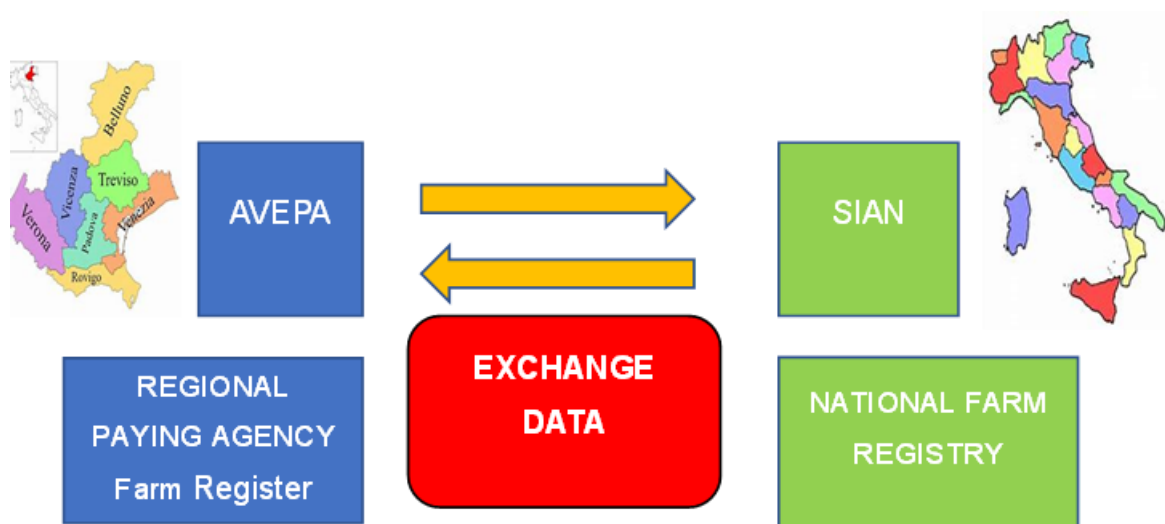 Belluno
Vicenza
Treviso
Verona
Padova
Venezia
Rovigo
AVEPA
SIAN
REGIONAL
PAYING AGENCY
Farm Register
EXCHANGE
DATA
NATIONAL FARM
REGISTRY